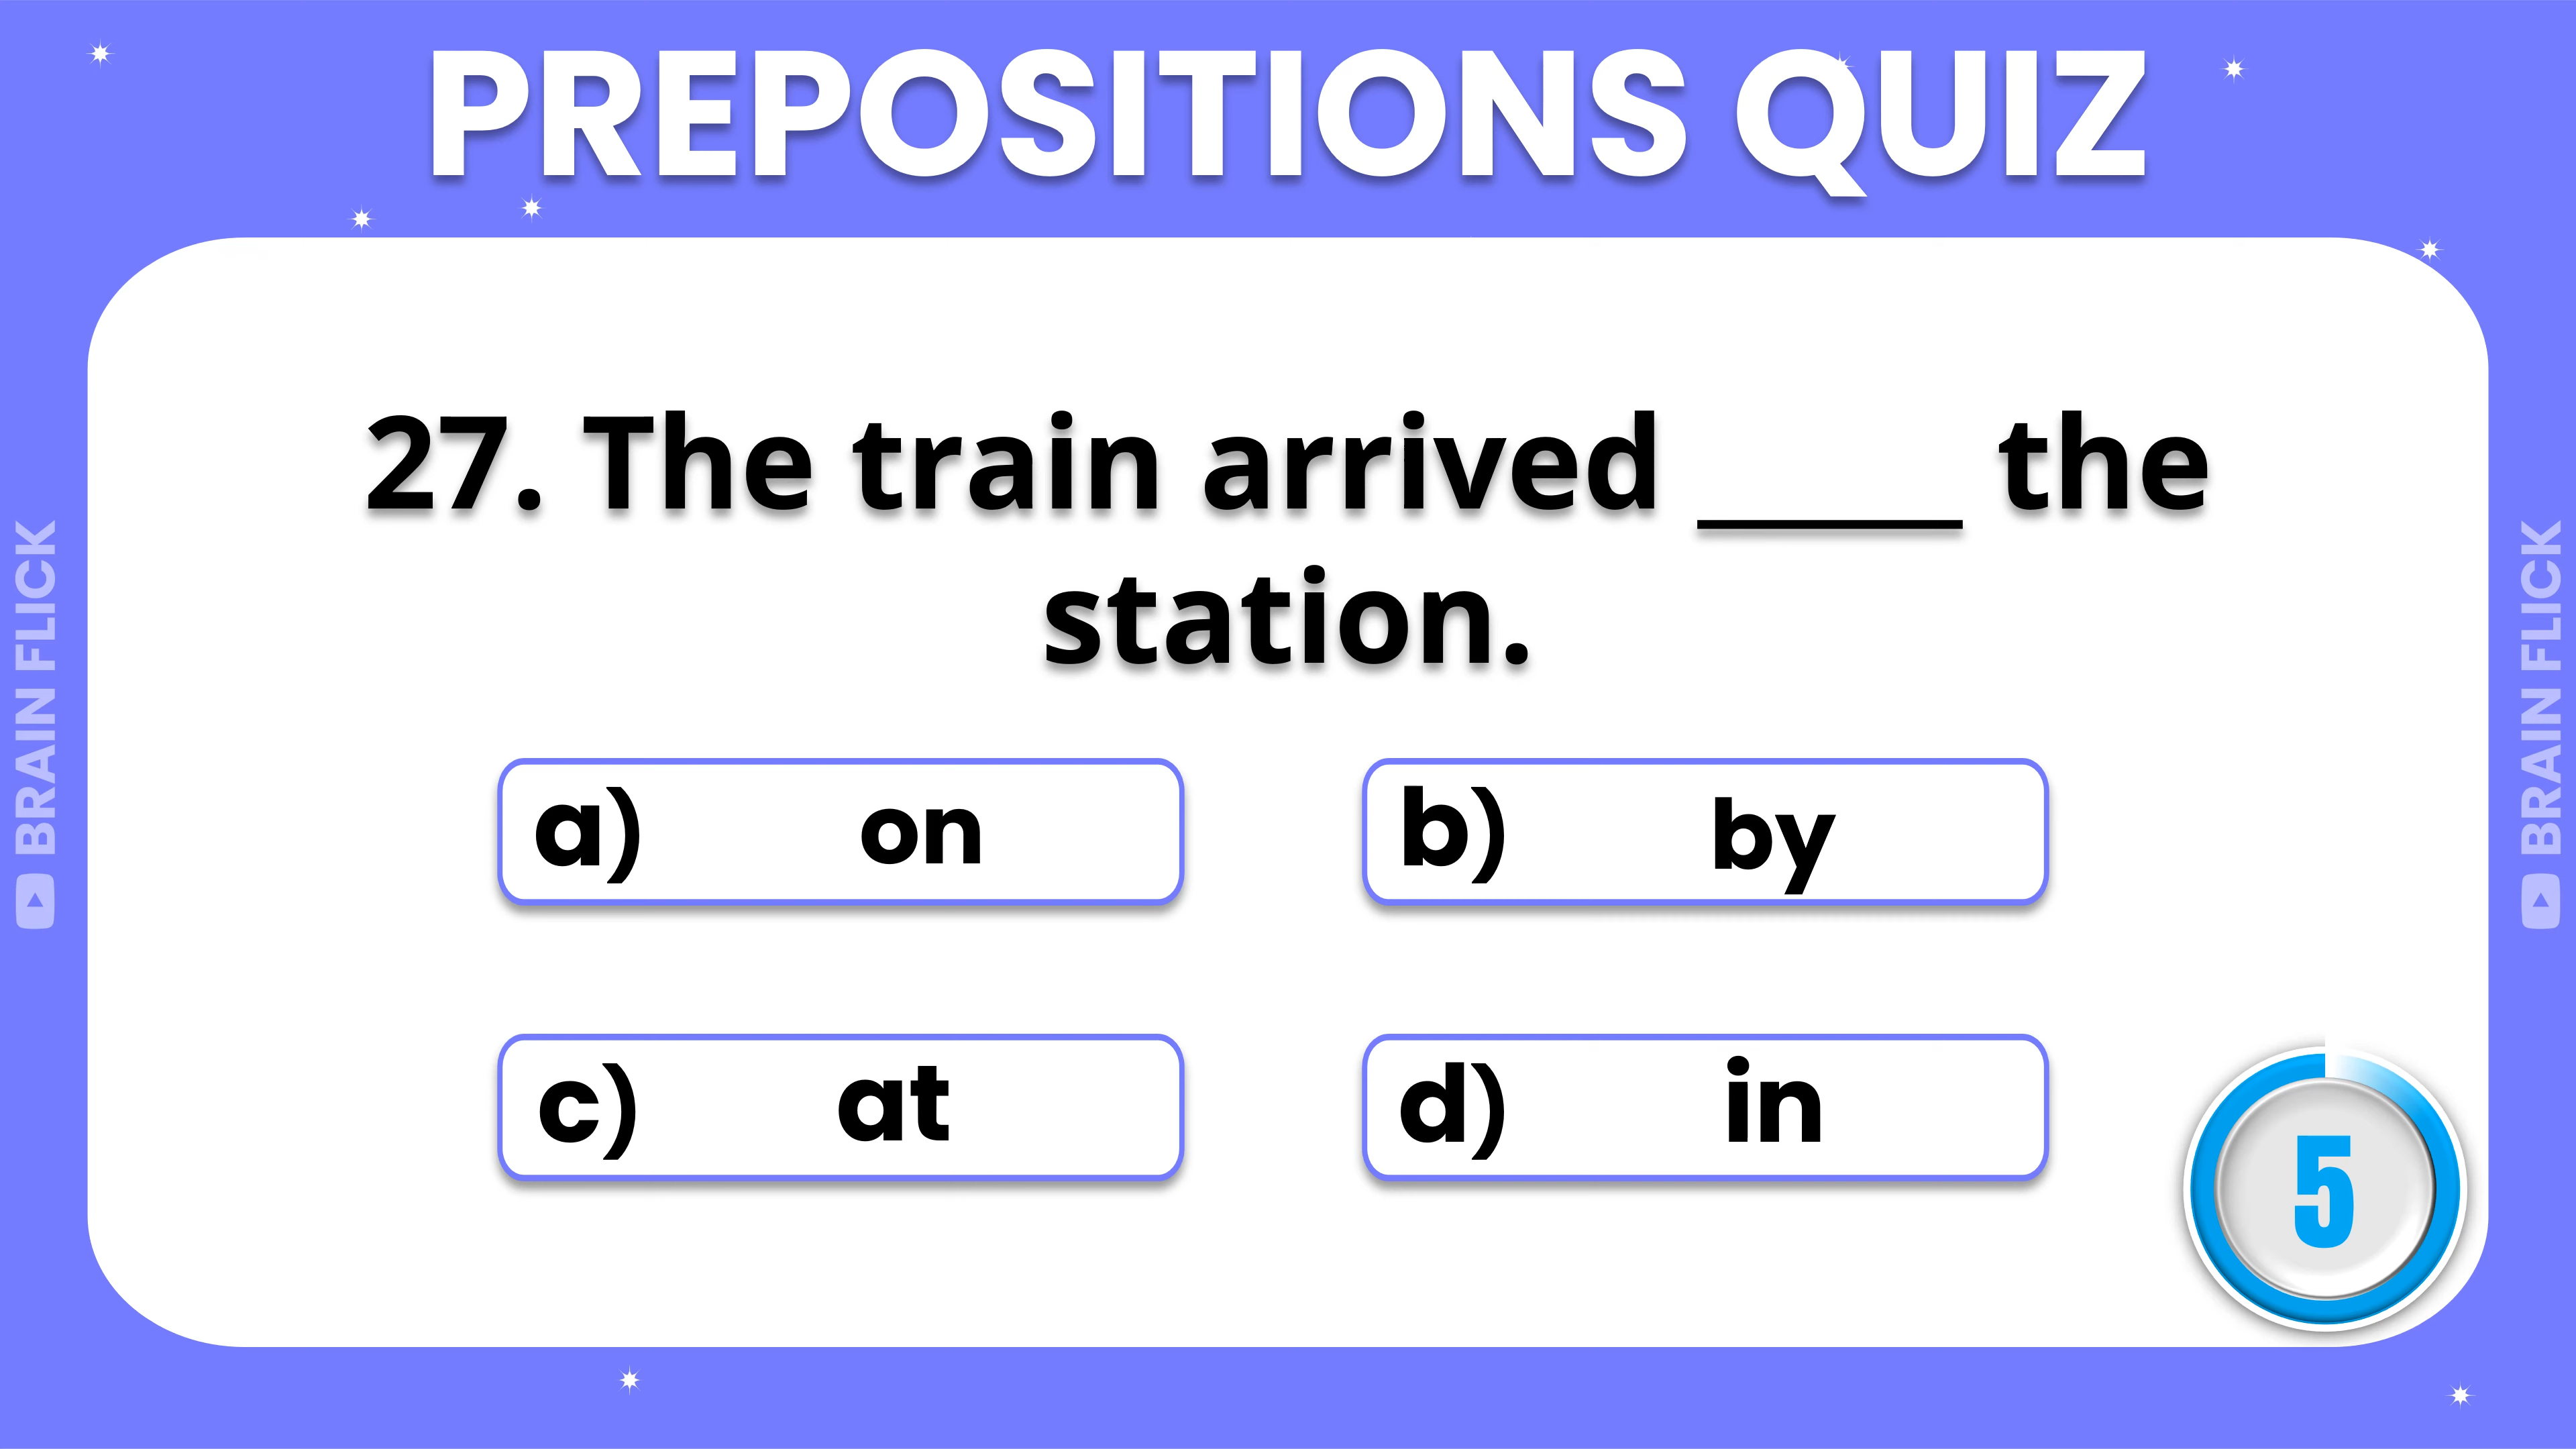 PREPOSITIONS QUIZ
27. The train arrived _____ the
station.
a) on
b) by
c) at
d) in
5
BRAIN FLICK
BRAIN FLICK